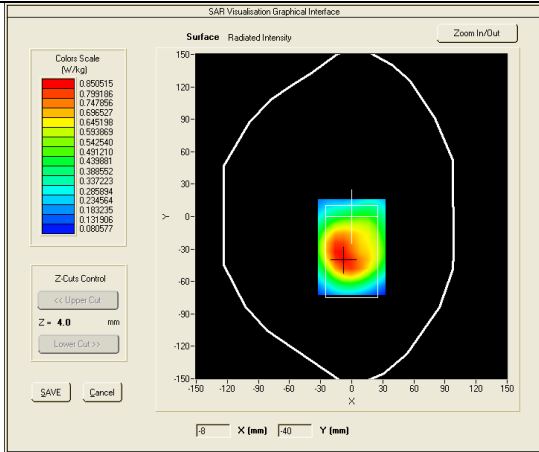 SAR Visualisation Graphical Interface
Surface Radiated Intensity
Zoom In/Out
Colors Scale
(W/kg)
0.850515
0.799186
0.747856
0.696527
0.645198
0.593869
0.542540
0.491210
0.439881
0.388552
0.337223
0.285894
0.234564
0.183235
0.131906
0.080577
Z-Cuts Control
<< Upper Cut
Z = 4.0 mm
Lower Cut >>
SAVE Cancel
150
120
90
60
30
0
-30
-60
-90
-120
-150
Y
-150 -120 -90 -60 -30 0 30 60 90 120 150
X
-8 X (mm) -40 Y (mm)